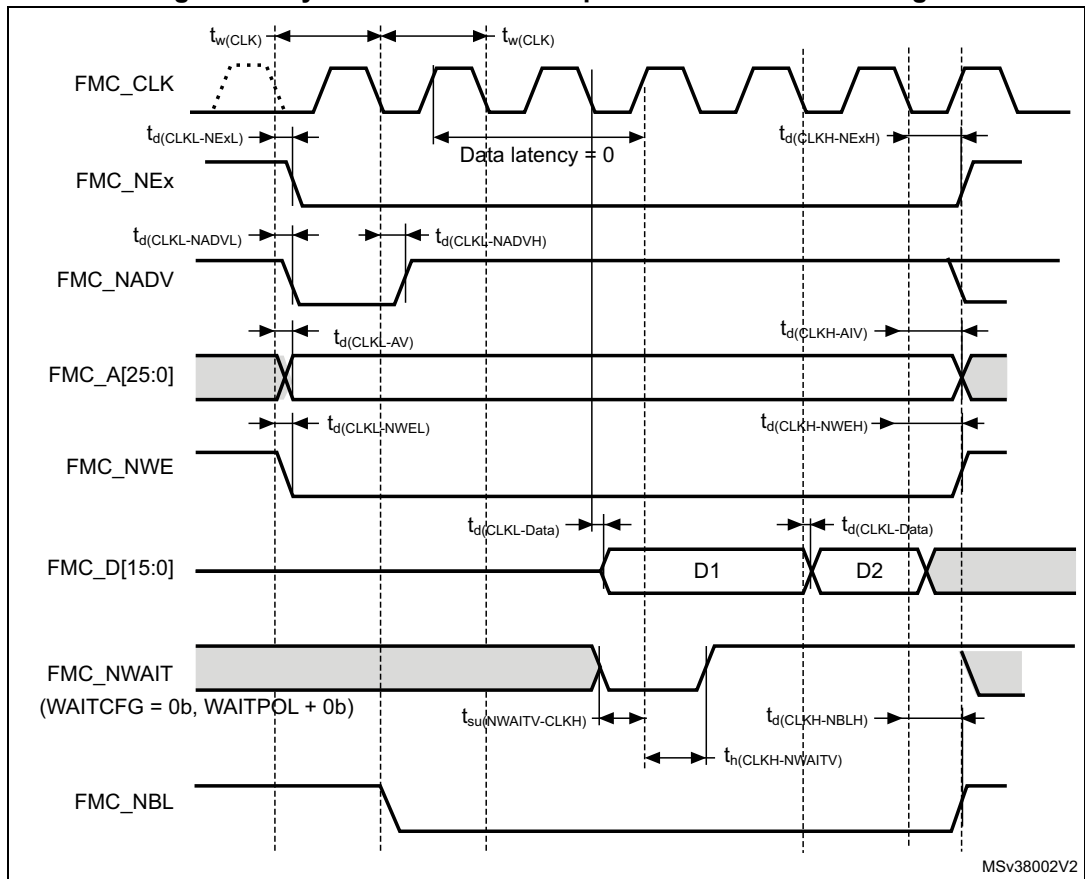 tw(CLK) tw(CLK)
FMC_CLK
td(CLKL-NExL) Data latency = 0 td(CLKH-NExH)
FMC_NEx
td(CLKL-NADVL) td(CLKL-NADVH)
FMC_NADV
td(CLKL-AV) td(CLKH-AIV)
FMC_A[25:0]
td(CLKL-NWEL) td(CLKH-NWEH)
FMC_NWE
td(CLKL-Data) td(CLKL-Data)
FMC_D[15:0] D1 D2
FMC_NWAIT
(WAITCFG = 0b, WAITPOL + 0b)
tsu(NWAITV-CLKH) td(CLKH-NBLH)
th(CLKH-NWAITV)
FMC_NBL
MSv38002V2